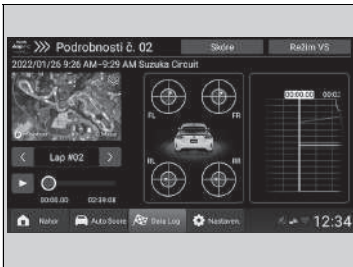 Podrobnosti č. 02
Skóre
Režim VS
2022/01/26 9:26 AM–9:29 AM Suzuka Circuit
FL
FR
RL
RR
Lap #02
00:00.00
02:39:08
00:00.00
Nahoř
Auto Score
Data Log
Nastaven.
12:34